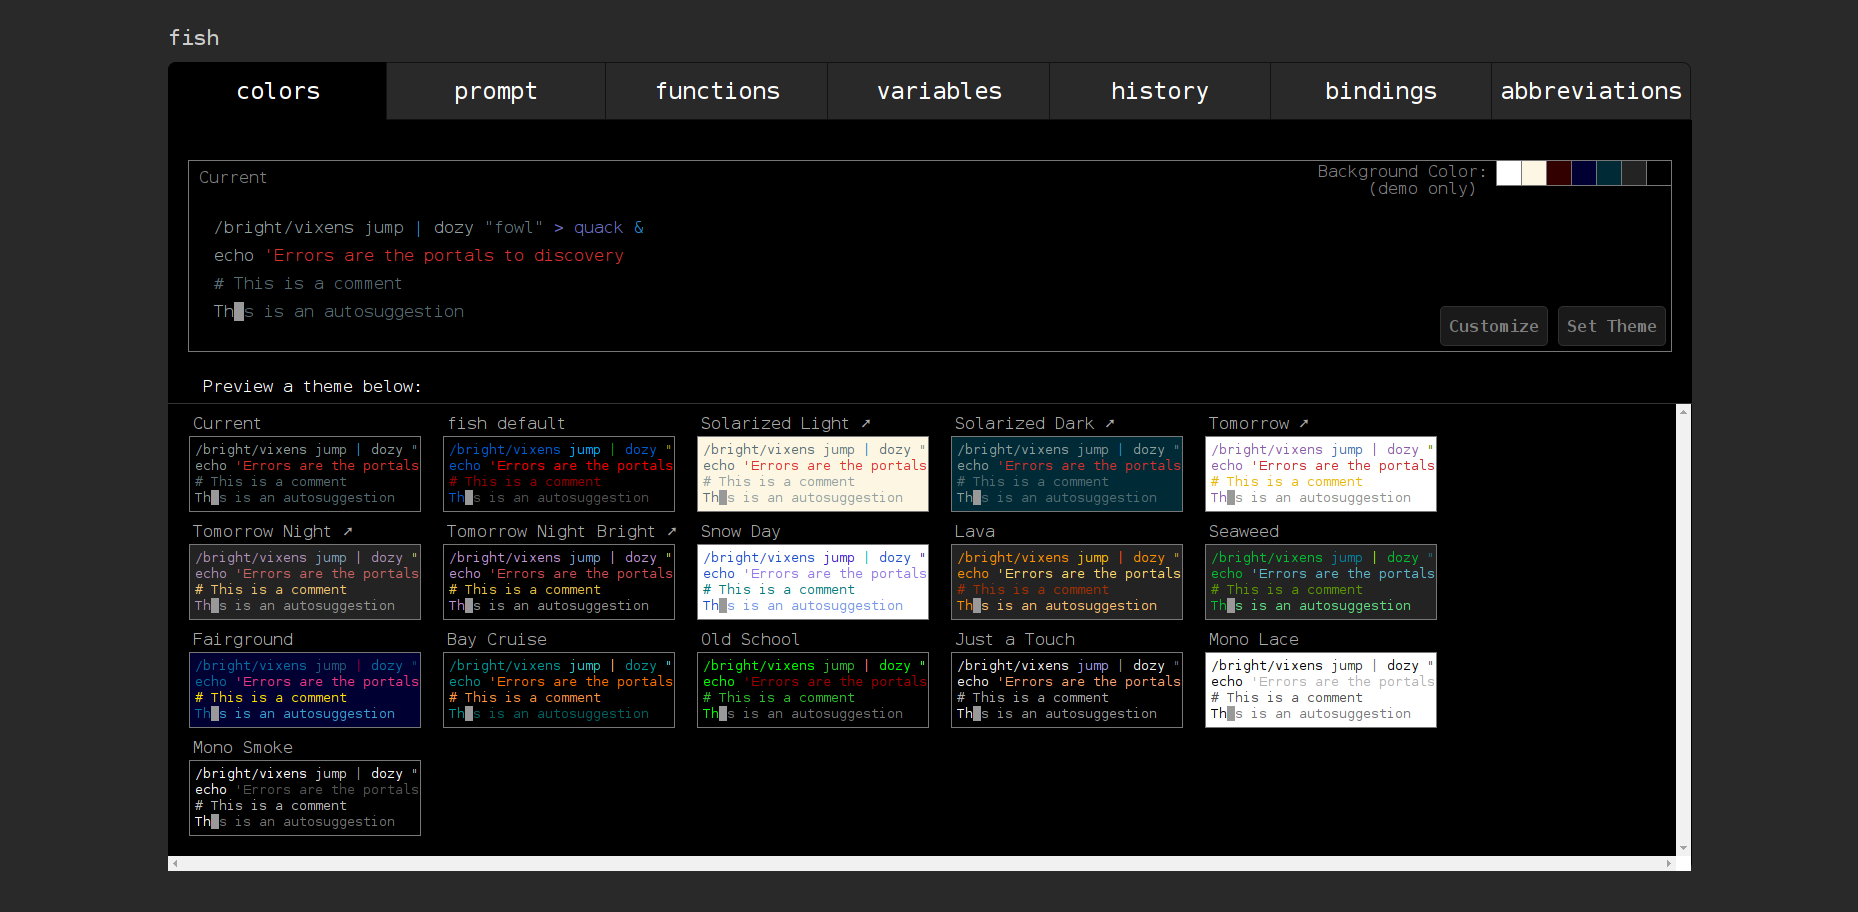 fish
colors prompt functions variables history bindings abbreviations
Current
Background Color:
(demo only)
/bright/vixens jump | dozy "fowl" > quack &
echo 'Errors are the portals to discovery
# This is a comment
Th s is an autosuggestion
Customize Set Theme
Preview a theme below:
Current
/bright/vixens jump | dozy "
echo 'Errors are the portals
# This is a comment
Th s is an autosuggestion
fish default
/bright/vixens jump | dozy "
echo 'Errors are the portals
# This is a comment
Th s is an autosuggestion
Solarized Light ➚
/bright/vixens jump | dozy "
echo 'Errors are the portals
# This is a comment
Th s is an autosuggestion
Solarized Dark ➚
/bright/vixens jump | dozy "
echo 'Errors are the portals
# This is a comment
Th s is an autosuggestion
Tomorrow ➚
/bright/vixens jump | dozy "
echo 'Errors are the portals
# This is a comment
Th s is an autosuggestion
Tomorrow Night ➚
/bright/vixens jump | dozy "
echo 'Errors are the portals
# This is a comment
Th s is an autosuggestion
Tomorrow Night Bright ➚
/bright/vixens jump | dozy "
echo 'Errors are the portals
# This is a comment
Th s is an autosuggestion
Snow Day
/bright/vixens jump | dozy "
echo 'Errors are the portals
# This is a comment
Th s is an autosuggestion
Lava
/bright/vixens jump | dozy "
echo 'Errors are the portals
# This is a comment
Th s is an autosuggestion
Seaweed
/bright/vixens jump | dozy "
echo 'Errors are the portals
# This is a comment
Th s is an autosuggestion
Fairground
/bright/vixens jump | dozy "
echo 'Errors are the portals
# This is a comment
Th s is an autosuggestion
Bay Cruise
/bright/vixens jump | dozy "
echo 'Errors are the portals
# This is a comment
Th s is an autosuggestion
Old School
/bright/vixens jump | dozy "
echo 'Errors are the portals
# This is a comment
Th s is an autosuggestion
Just a Touch
/bright/vixens jump | dozy "
echo 'Errors are the portals
# This is a comment
Th s is an autosuggestion
Mono Lace
/bright/vixens jump | dozy "
echo 'Errors are the portals
# This is a comment
Th s is an autosuggestion
Mono Smoke
/bright/vixens jump | dozy "
echo 'Errors are the portals
# This is a comment
Th s is an autosuggestion